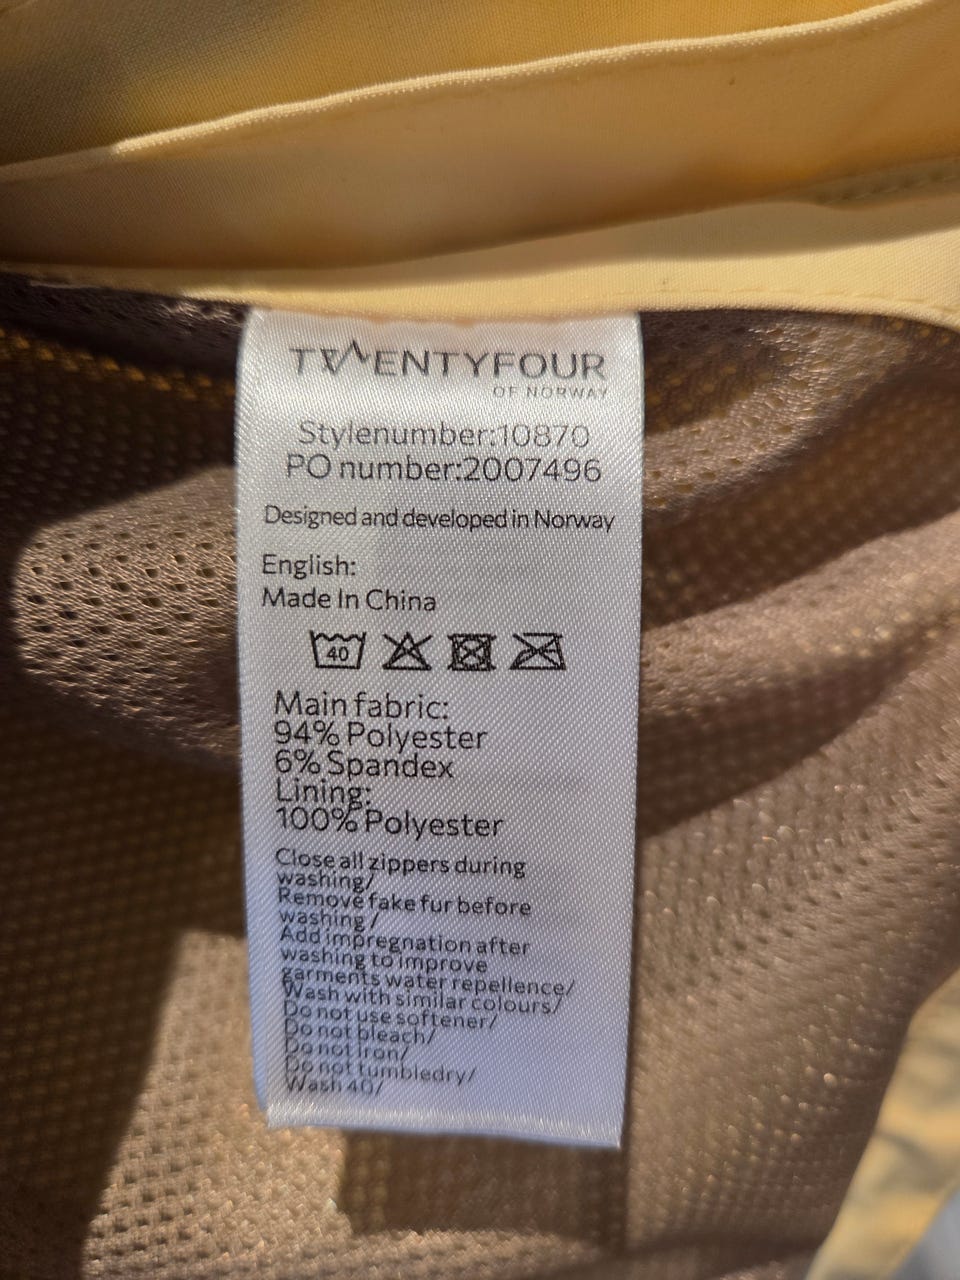 TWENTYFOUR
OF NORWAY
Stylenumber:10870
PO number:2007496
Designed and developed in Norway
English:
Made In China
40
Main fabric:
94% Polyester
6% Spandex
Lining:
100% Polyester
Close all zippers during
washing/
Remove fake fur before
washing /
Add impregnation after
washing to improve
garments water repellence/
Wash with similar colours/
Do not use softener/
Do not bleach/
Do not iron/
Do not tumbledry/
Wash 40/